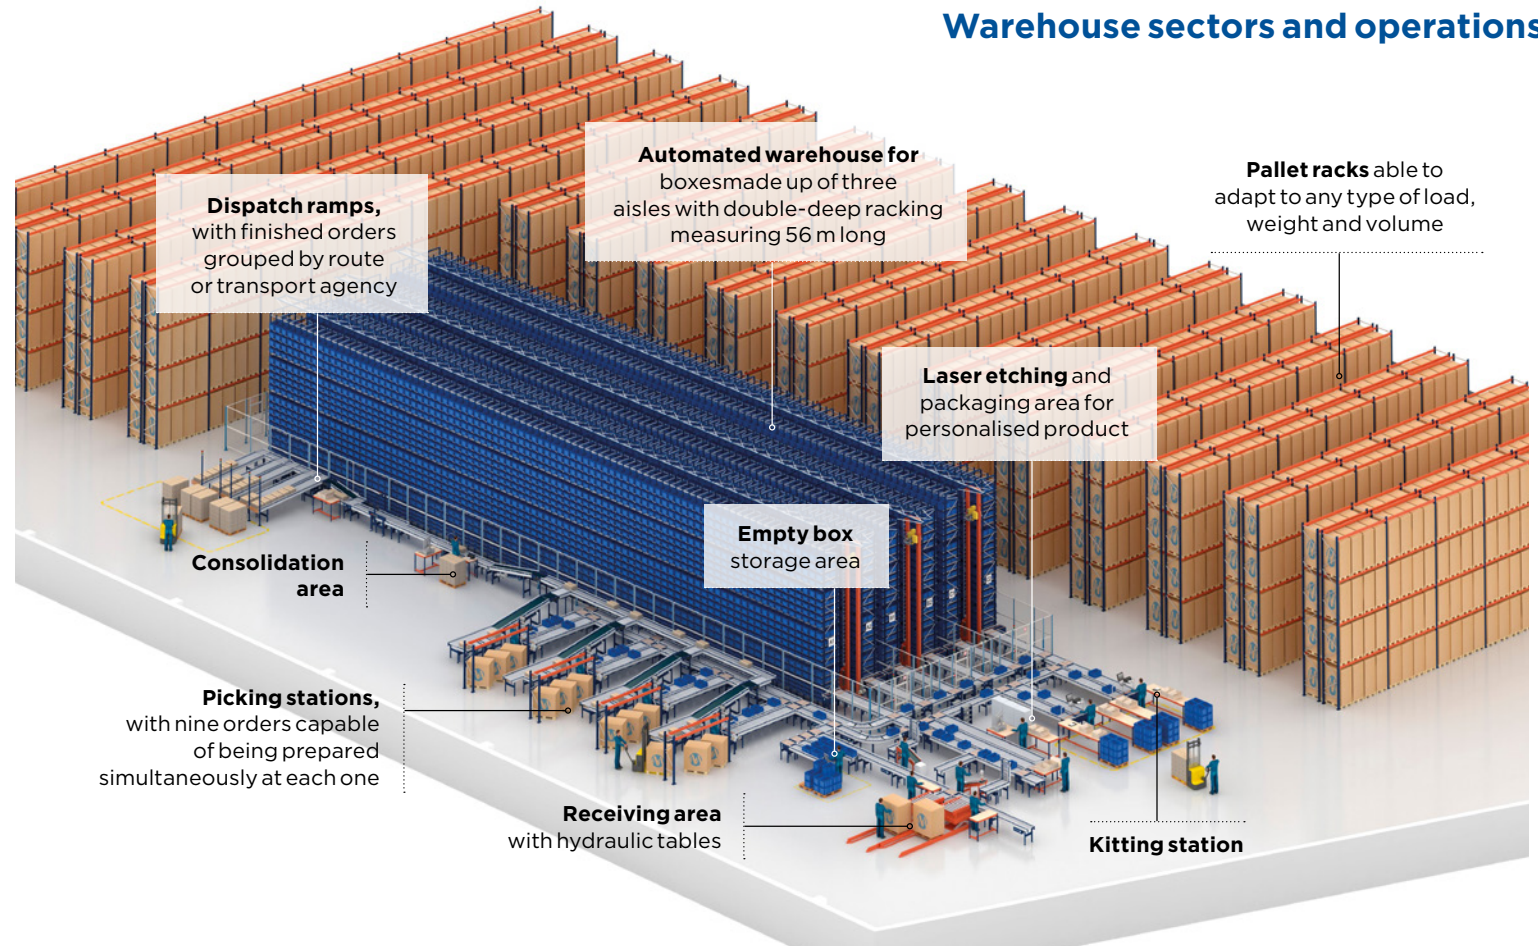 Warehouse sectors and operations
Automated warehouse for
boxesmade up of three
aisles with double-deep racking
measuring 56 m long
Pallet racks able to
adapt to any type of load,
weight and volume
Dispatch ramps,
with finished orders
grouped by route
or transport agency
Laser etching and
packaging area for
personalised product
Empty box
storage area
Consolidation
area
Picking stations,
with nine orders capable
of being prepared
simultaneously at each one
Receiving area
with hydraulic tables
Kitting station